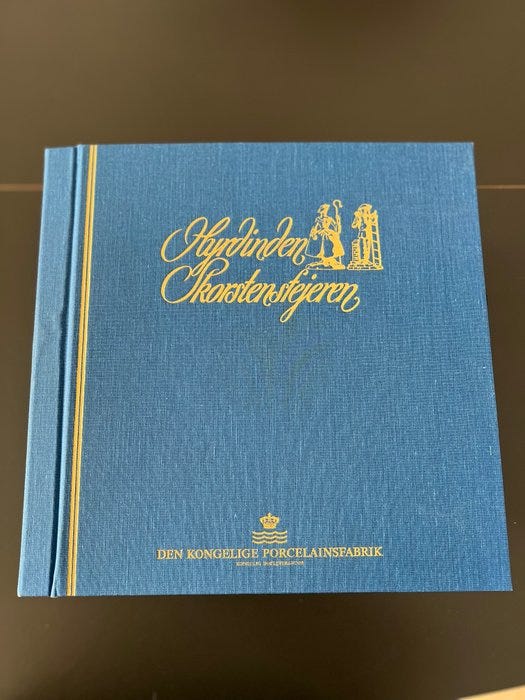 Hyrdinden
Skorstensfejeren
DEN KONGELIGE PORCELAINSFABRIK